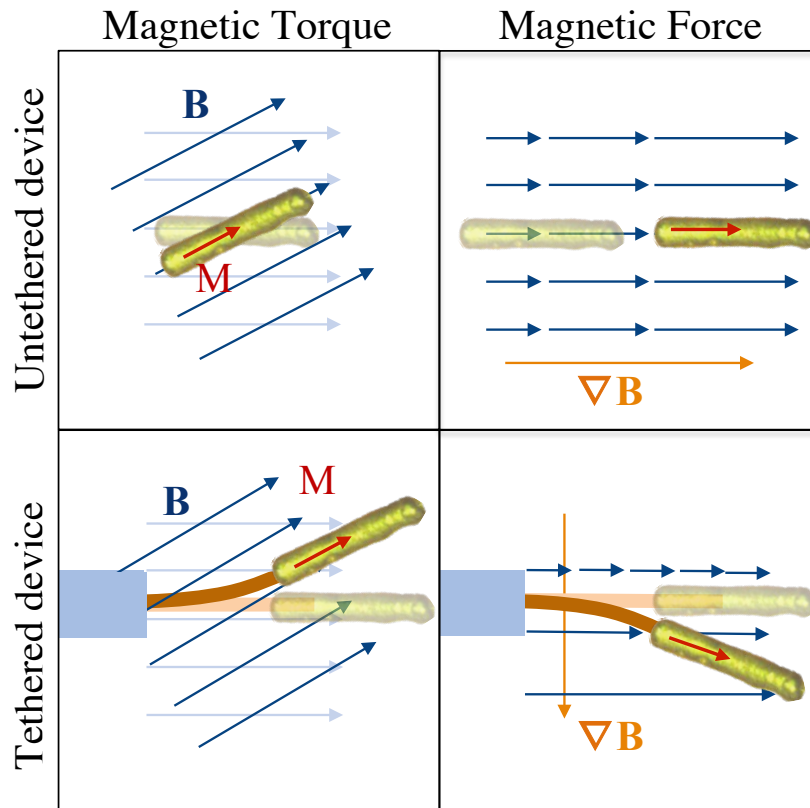 Magnetic Torque
Magnetic Force
Untethered device
B
M
∇ B
Tethered device
B
M
∇ B